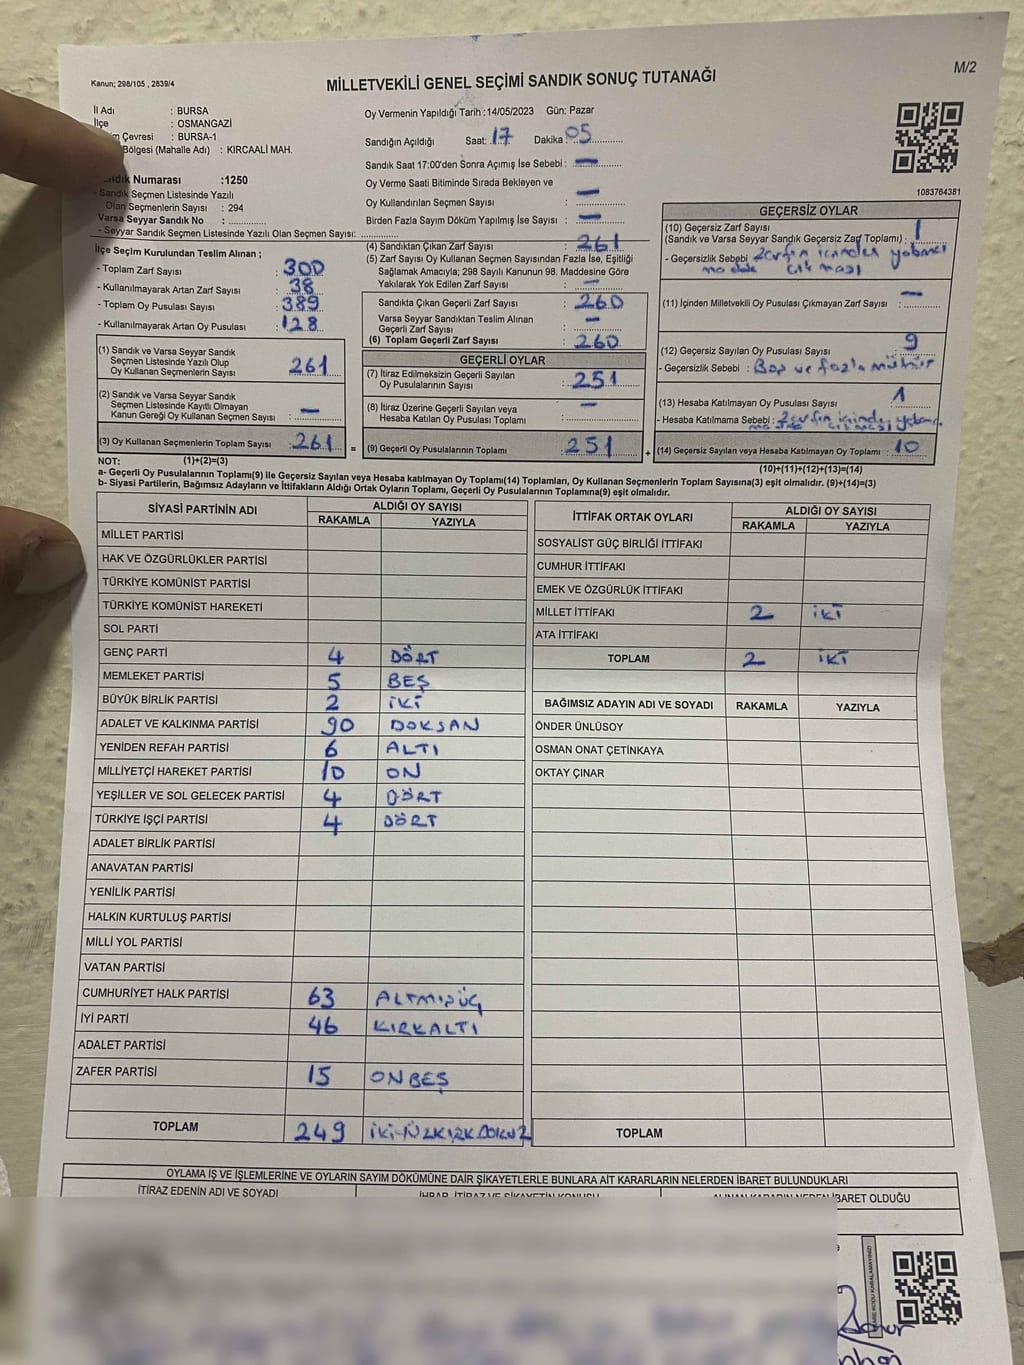 Kanun; 298/105 , 2839/4
MİLLETVEKİLİ GENEL SEÇİMİ SANDIK SONUÇ TUTANAĞI
M/2
İl Adı : BURSA
İlçe : OSMANGAZİ
Çevresi : BURSA-1
Bölgesi (Mahalle Adı) : KIRCAALİ MAH.
Numarası :1250
- Sandık Seçmen Listesinde Yazılı
Olan Seçmenlerin Sayısı : 294
Varsa Seyyar Sandık No :
- Seyyar Sandık Seçmen Listesinde Yazılı Olan Seçmen Sayısı:
Oy Vermenin Yapıldığı Tarih :14/05/2023 Gün: Pazar
Sandığın Açıldığı Saat: 17 Dakika: 05
Sandık Saat 17:00'den Sonra Açımış İse Sebebi : —
Oy Verme Saati Bitiminde Sırada Bekleyen ve
Oy Kullandırılan Seçmen Sayısı : —
Birden Fazla Sayım Döküm Yapılmış İse Sayısı : —
1083764381
İlçe Seçim Kurulundan Teslim Alınan ;
- Toplam Zarf Sayısı : 300
- Kullanılmayarak Artan Zarf Sayısı : 38
- Toplam Oy Pusulası Sayısı : 389
- Kullanılmayarak Artan Oy Pusulası : 128
(1) Sandık ve Varsa Seyyar Sandık
Seçmen Listesinde Yazılı Olup
Oy Kullanan Seçmenlerin Sayısı : 261
(2) Sandık ve Varsa Seyyar Sandık
Seçmen Listesinde Kayıtlı Olmayan
Kanun Gereği Oy Kullanan Seçmen Sayısı : —
(3) Oy Kullanan Seçmenlerin Toplam Sayısı : 261 =
(4) Sandıktan Çıkan Zarf Sayısı : 261
(5) Zarf Sayısı Oy Kullanan Seçmen Sayısından Fazla İse, Eşitliği
Sağlamak Amacıyla; 298 Sayılı Kanunun 98. Maddesine Göre
Yakılarak Yok Edilen Zarf Sayısı : —
Sandıkta Çıkan Geçerli Zarf Sayısı : 260
Varsa Seyyar Sandıktan Teslim Alınan
Geçerli Zarf Sayısı : —
(6) Toplam Geçerli Zarf Sayısı : 260
GEÇERLİ OYLAR
(7) İtiraz Edilmeksizin Geçerli Sayılan
Oy Pusulalarının Sayısı : 251
(8) İtiraz Üzerine Geçerli Sayılan veya
Hesaba Katılan Oy Pusulası Toplamı : —
(9) Geçerli Oy Pusulalarının Toplamı : 251 +
GEÇERSİZ OYLAR
(10) Geçersiz Zarf Sayısı : 1
(Sandık ve Varsa Seyyar Sandık Geçersiz Zarf Toplamı) :
- Geçersizlik Sebebi : Zarfın içinden yabancı
madde çıkması
(11) İçinden Milletvekili Oy Pusulası Çıkmayan Zarf Sayısı : —
(12) Geçersiz Sayılan Oy Pusulası Sayısı : 9
- Geçersizlik Sebebi : Boş ve fazla mühür
(13) Hesaba Katılmayan Oy Pusulası Sayısı : 1
- Hesaba Katılmama Sebebi : Zarfın içinde
çıkması
(14) Geçersiz Sayılan veya Hesaba Katılmayan Oy Toplamı : 10
NOT: (1)+(2)=(3)
(10)+(11)+(12)+(13)=(14)
a- Geçerli Oy Pusulaların Toplamı(9) ile Geçersiz Sayılan veya Hesaba katılmayan Oy Toplamı(14) Toplamları, Oy Kullanan Seçmenlerin Toplam Sayısına(3) eşit olmalıdır. (9)+(14)=(3)
b- Siyasi Partilerin, Bağımsız Adayların ve İttifakların Aldığı Ortak Oyların Toplamı, Geçerli Oy Pusulalarının Toplamına(9) eşit olmalıdır.
SİYASİ PARTİNİN ADI ALDIĞI OY SAYISI
RAKAMLA YAZIYLA
MİLLET PARTİSİ
HAK VE ÖZGÜRLÜKLER PARTİSİ
TÜRKİYE KOMÜNİST PARTİSİ
TÜRKİYE KOMÜNİST HAREKETİ
SOL PARTİ
GENÇ PARTİ 4 DÖRT
MEMLEKET PARTİSİ 5 BEŞ
BÜYÜK BİRLİK PARTİSİ 2 İKİ
ADALET VE KALKINMA PARTİSİ 90 DOKSAN
YENİDEN REFAH PARTİSİ 6 ALTI
MİLLİYETÇİ HAREKET PARTİSİ 10 ON
YEŞİLLER VE SOL GELECEK PARTİSİ 4 DÖRT
TÜRKİYE İŞÇİ PARTİSİ 4 DÖRT
ADALET BİRLİK PARTİSİ
ANAVATAN PARTİSİ
YENİLİK PARTİSİ
HALKIN KURTULUŞ PARTİSİ
MİLLİ YOL PARTİSİ
VATAN PARTİSİ
CUMHURİYET HALK PARTİSİ 63 ALTMIŞÜÇ
İYİ PARTİ 46 KIRKALTI
ADALET PARTİSİ
ZAFER PARTİSİ 15 ONBEŞ
TOPLAM 249 İKİYÜZKIRKDOKUZ
İTTİFAK ORTAK OYLARI ALDIĞI OY SAYISI
RAKAMLA YAZIYLA
SOSYALİST GÜÇ BİRLİĞİ İTTİFAKI
CUMHUR İTTİFAKI
EMEK VE ÖZGÜRLÜK İTTİFAKI
MİLLET İTTİFAKI 2 İKİ
ATA İTTİFAKI
TOPLAM 2 İKİ
BAĞIMSIZ ADAYIN ADI VE SOYADI RAKAMLA YAZIYLA
ÖNDER ÜNLÜSOY
OSMAN ONAT ÇETİNKAYA
OKTAY ÇINAR
TOPLAM
OYLAMA İŞ VE İŞLEMLERİNE VE OYLARIN SAYIM DÖKÜMÜNE DAİR ŞİKAYETLERLE BUNLARA AİT KARARLARIN NELERDEN İBARET BULUNDUKLARI
İTİRAZ EDENİN ADI VE SOYADI İHBAR, İTİRAZ VE ŞİKAYETİN KONUSU ALINAN KARARIN NEDEN İBARET OLDUĞU